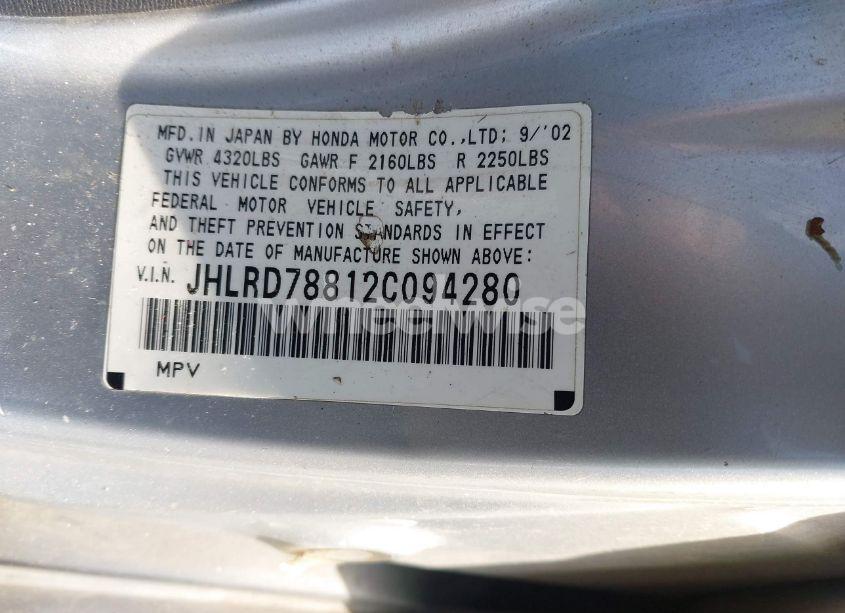 MFD. IN JAPAN BY HONDA MOTOR CO.,LTD; 9/'02
GVWR 4320LBS GAWR F 2160LBS R 2250LBS
THIS VEHICLE CONFORMS TO ALL APPLICABLE
FEDERAL MOTOR VEHICLE SAFETY,
AND THEFT PREVENTION STANDARDS IN EFFECT
ON THE DATE OF MANUFACTURE SHOWN ABOVE:
V.I.N. JHLRD78812C094280
wheelwise
MPV